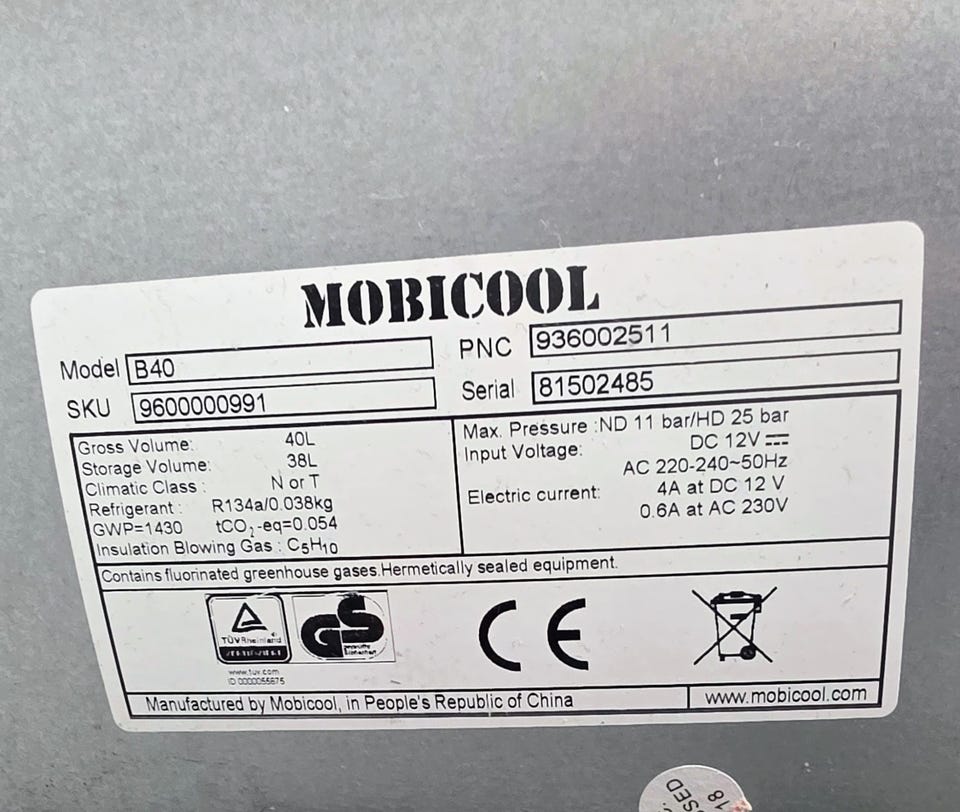 MOBICOOL
Model B40
PNC 936002511
SKU 9600000991
Serial 81502485
Gross Volume: 40L
Storage Volume: 38L
Climatic Class : N or T
Refrigerant : R134a/0.038kg
GWP=1430 tCO₂-eq=0.054
Insulation Blowing Gas : C₅H₁₀
Max. Pressure :ND 11 bar/HD 25 bar
Input Voltage: DC 12V ⎓
AC 220-240~50Hz
Electric current: 4A at DC 12 V
0.6A at AC 230V
Contains fluorinated greenhouse gases.Hermetically sealed equipment.
TÜVRheinland
GS
geprüfte
Sicherheit
CE
www.tuv.com
ID 0000055675
Manufactured by Mobicool, in People's Republic of China
www.mobicool.com
18